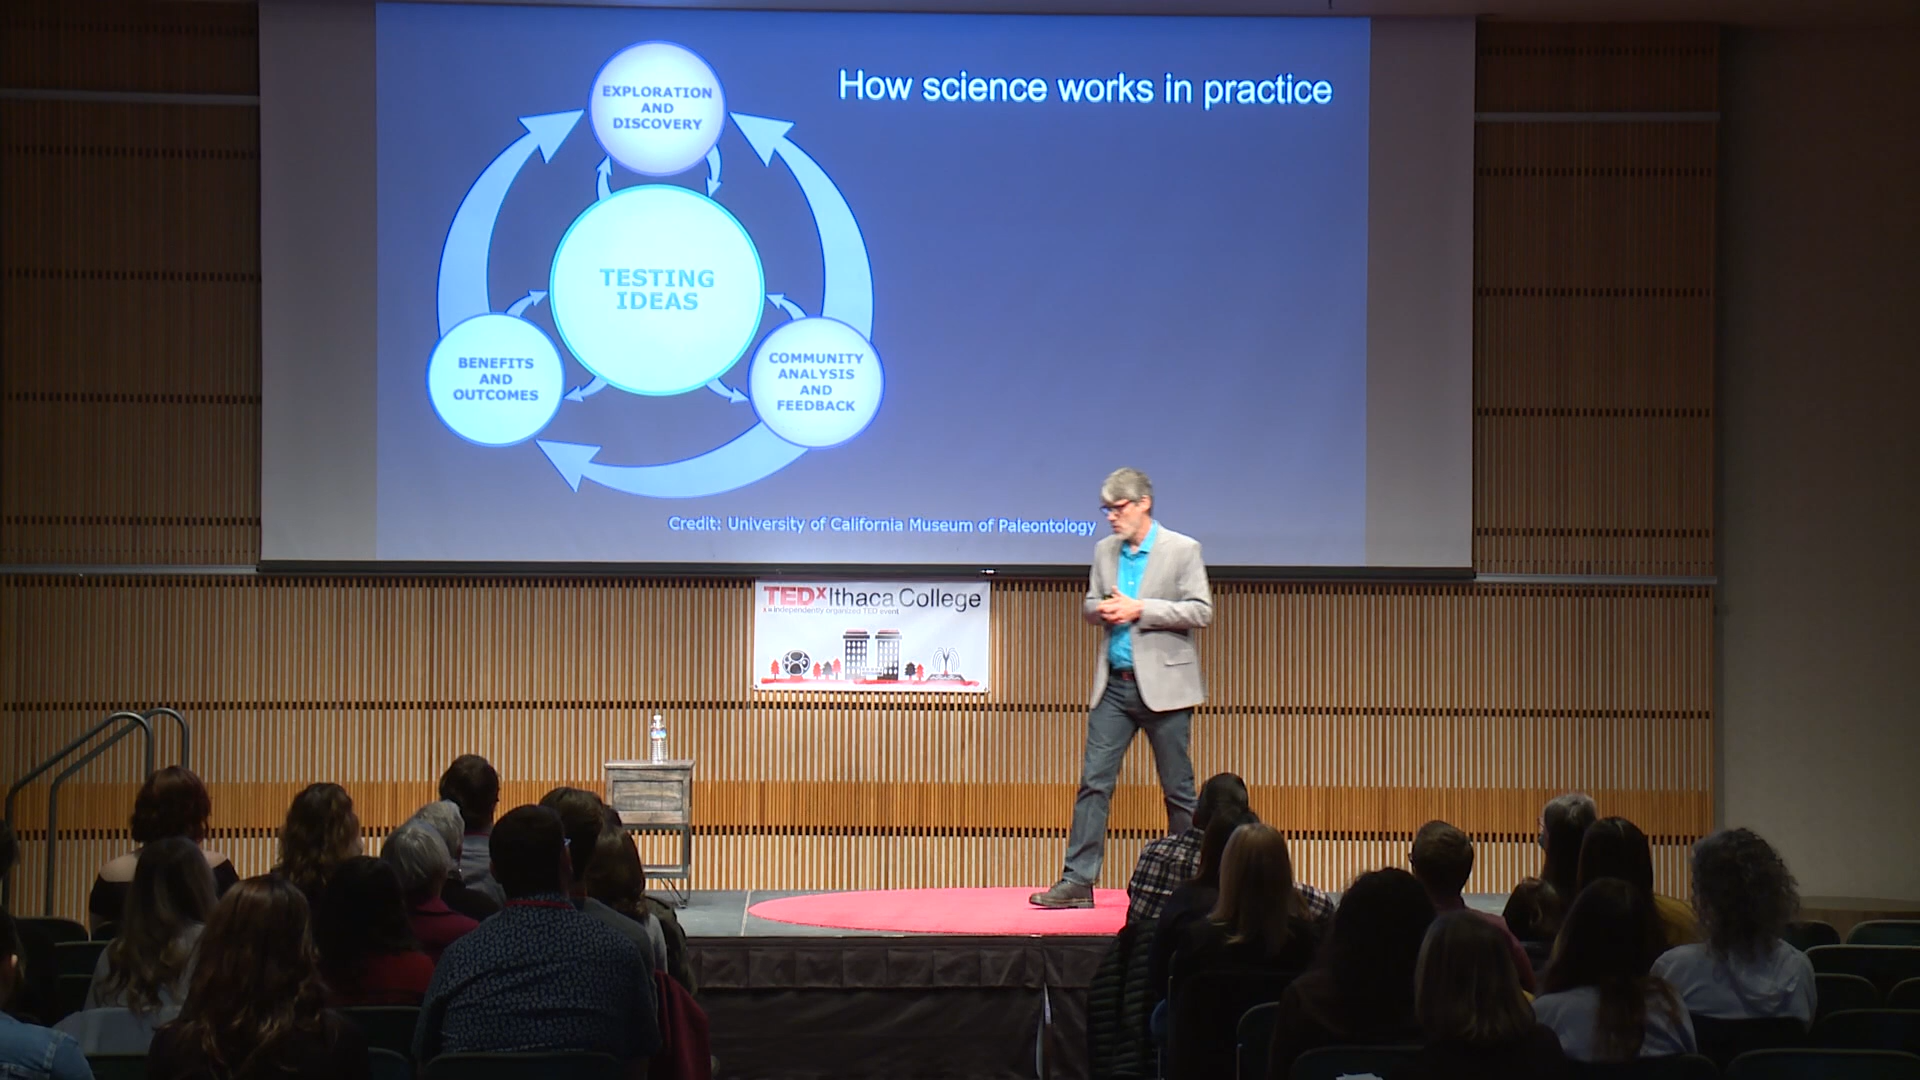 How science works in practice
EXPLORATION
AND
DISCOVERY
TESTING
IDEAS
BENEFITS
AND
OUTCOMES
COMMUNITY
ANALYSIS
AND
FEEDBACK
Credit: University of California Museum of Paleontology
TEDx Ithaca College
x = independently organized TED event